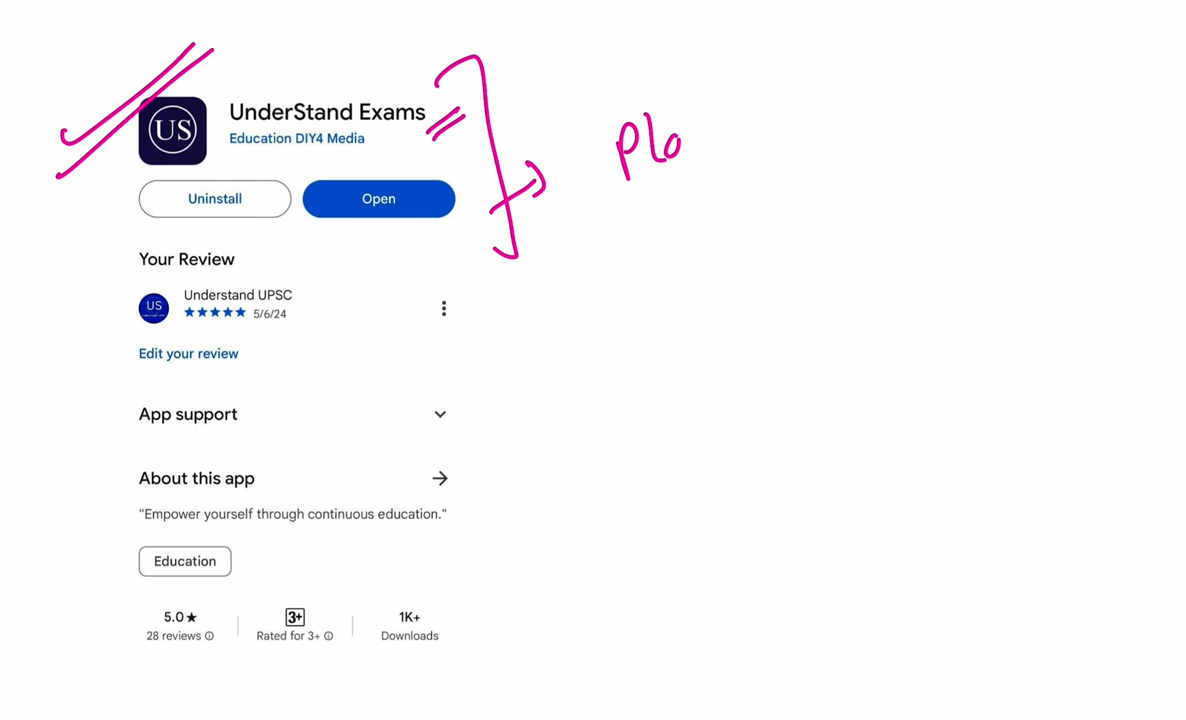 US
UnderStand Exams
Education DIY4 Media
Uninstall
Open
Your Review
US
Understand UPSC
★★★★★ 5/6/24
Edit your review
App support
About this app
"Empower yourself through continuous education."
Education
5.0★
28 reviews
3+
Rated for 3+
1K+
Downloads
Pla